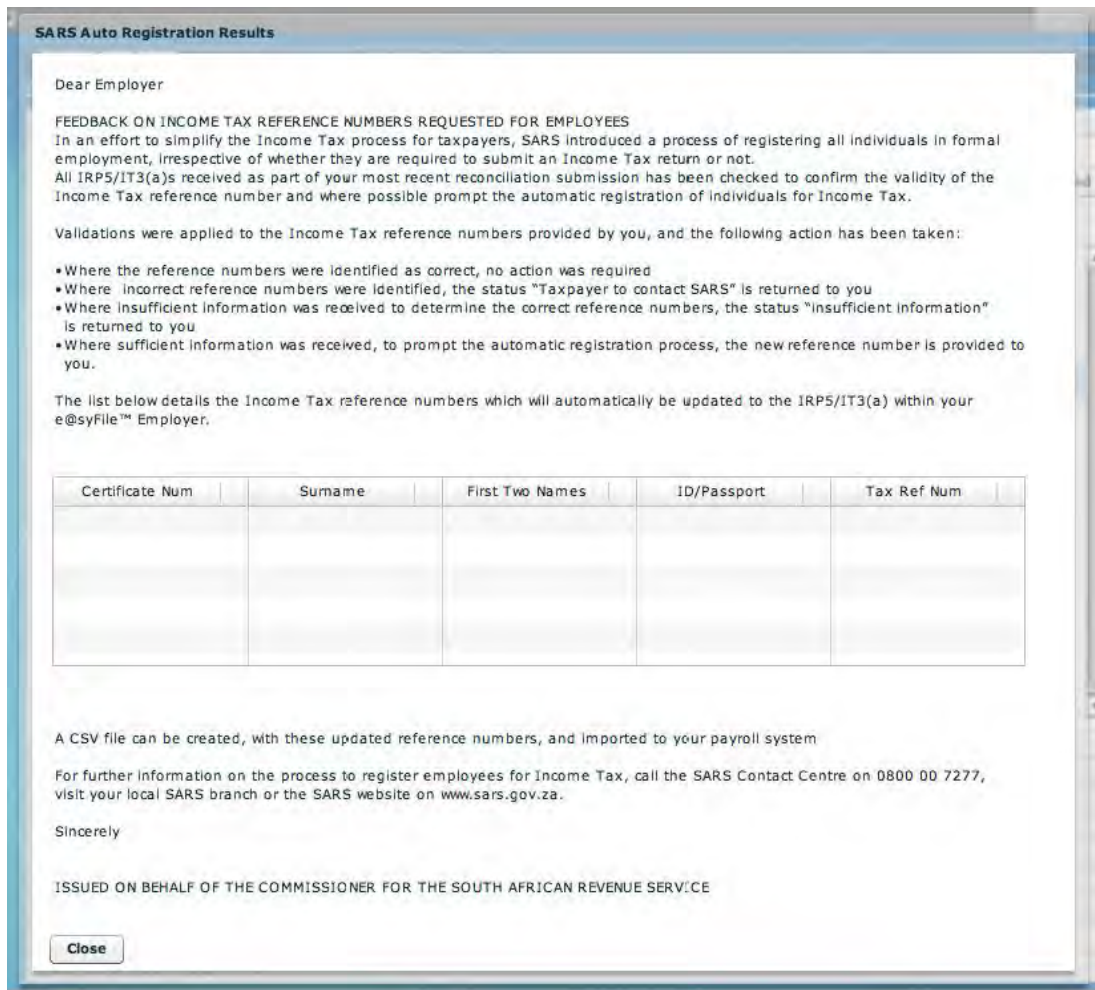 SARS Auto Registration Results
Dear Employer
FEEDBACK ON INCOME TAX REFERENCE NUMBERS REQUESTED FOR EMPLOYEES
In an effort to simplify the Income Tax process for taxpayers, SARS introduced a process of registering all individuals in formal
employment, irrespective of whether they are required to submit an Income Tax return or not.
All IRP5/IT3(a)s received as part of your most recent reconciliation submission has been checked to confirm the validity of the
Income Tax reference number and where possible prompt the automatic registration of individuals for Income Tax.
Validations were applied to the Income Tax reference numbers provided by you, and the following action has been taken:
•Where the reference numbers were identified as correct, no action was required
•Where incorrect reference numbers were identified, the status "Taxpayer to contact SARS" is returned to you
•Where insufficient information was received to determine the correct reference numbers, the status "insufficient information"
is returned to you
•Where sufficient information was received, to prompt the automatic registration process, the new reference number is provided to
you.
The list below details the Income Tax reference numbers which will automatically be updated to the IRP5/IT3(a) within your
e@syFile™ Employer.
Certificate Num Surname First Two Names ID/Passport Tax Ref Num
A CSV file can be created, with these updated reference numbers, and imported to your payroll system
For further information on the process to register employees for Income Tax, call the SARS Contact Centre on 0800 00 7277,
visit your local SARS branch or the SARS website on www.sars.gov.za.
Sincerely
ISSUED ON BEHALF OF THE COMMISSIONER FOR THE SOUTH AFRICAN REVENUE SERVICE
Close